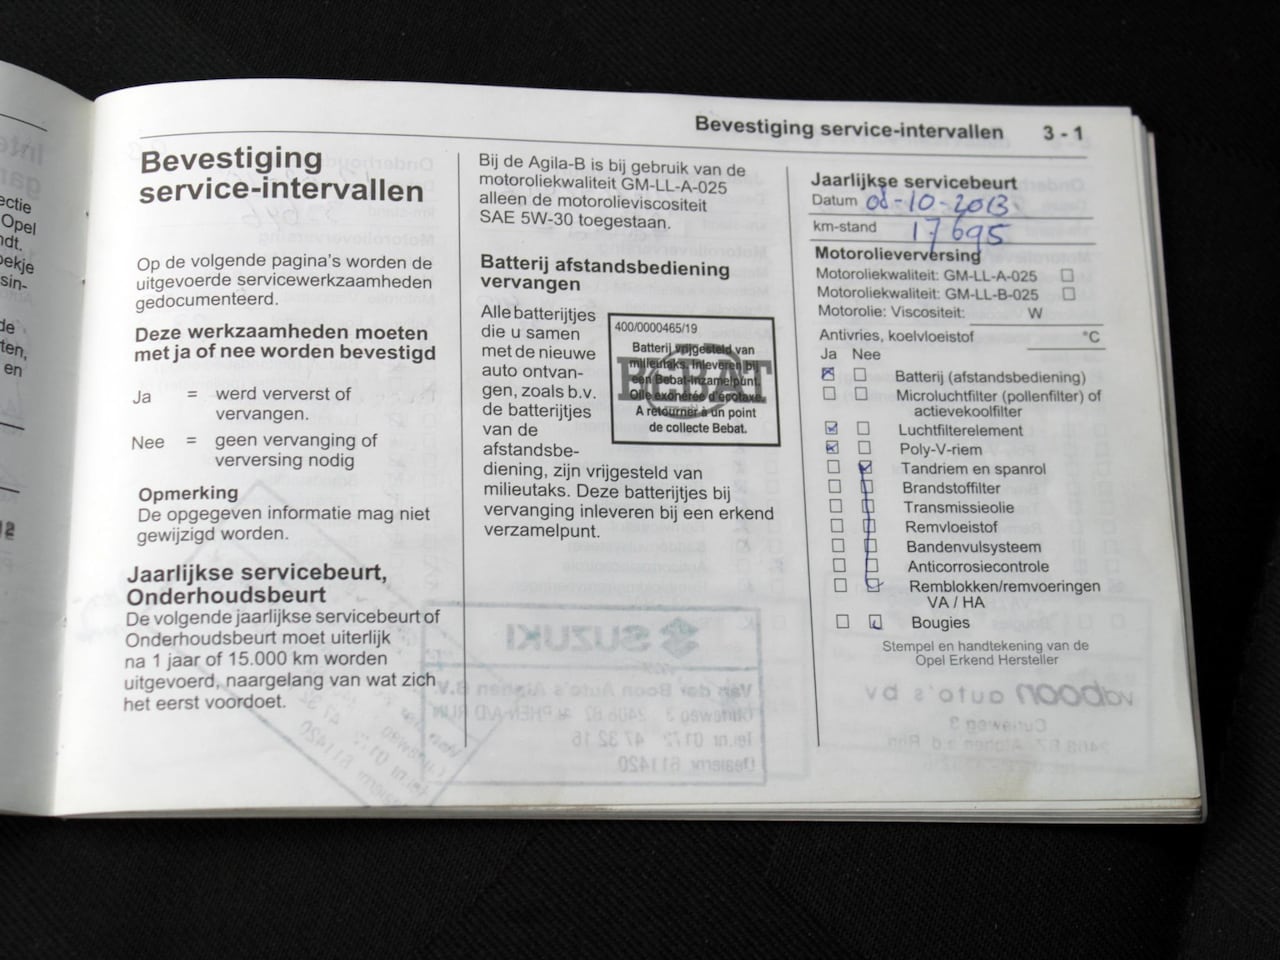 Bevestiging service-intervallen 3 - 1
Bevestiging
service-intervallen
Op de volgende pagina's worden de
uitgevoerde servicewerkzaamheden
gedocumenteerd.
Deze werkzaamheden moeten
met ja of nee worden bevestigd
Ja = werd ververst of
vervangen.
Nee = geen vervanging of
verversing nodig
Opmerking
De opgegeven informatie mag niet
gewijzigd worden.
Jaarlijkse servicebeurt,
Onderhoudsbeurt
De volgende jaarlijkse servicebeurt of
Onderhoudsbeurt moet uiterlijk
na 1 jaar of 15.000 km worden
uitgevoerd, naargelang van wat zich
het eerst voordoet.
Bij de Agila-B is bij gebruik van de
motoroliekwaliteit GM-LL-A-025
alleen de motorolieviscositeit
SAE 5W-30 toegestaan.
Batterij afstandsbediening
vervangen
Alle batterijtjes
die u samen
met de nieuwe
auto ontvan-
gen, zoals b.v.
de batterijtjes
van de
afstandsbe-
diening, zijn vrijgesteld van
milieutaks. Deze batterijtjes bij
vervanging inleveren bij een erkend
verzamelpunt.
400/0000465/19
BEBAT
Batterij vrijgesteld van
milieutaks. Inleveren bij
een Bebat-Inzamelpunt.
Olle exonérée d'écotaxe.
A retourner à un point
de collecte Bebat.
Jaarlijkse servicebeurt
Datum 08-10-2013
km-stand 17695
Motorolieverversing
Motoroliekwaliteit: GM-LL-A-025
Motoroliekwaliteit: GM-LL-B-025
Motorolie: Viscositeit: W
Antivries, koelvloeistof °C
Ja Nee
Batterij (afstandsbediening)
Microluchtfilter (pollenfilter) of
actievekoolfilter
Luchtfilterelement
Poly-V-riem
Tandriem en spanrol
Brandstoffilter
Transmissieolie
Remvloeistof
Bandenvulsysteem
Anticorrosiecontrole
Remblokken/remvoeringen
VA / HA
Bougies
Stempel en handtekening van de
Opel Erkend Hersteller